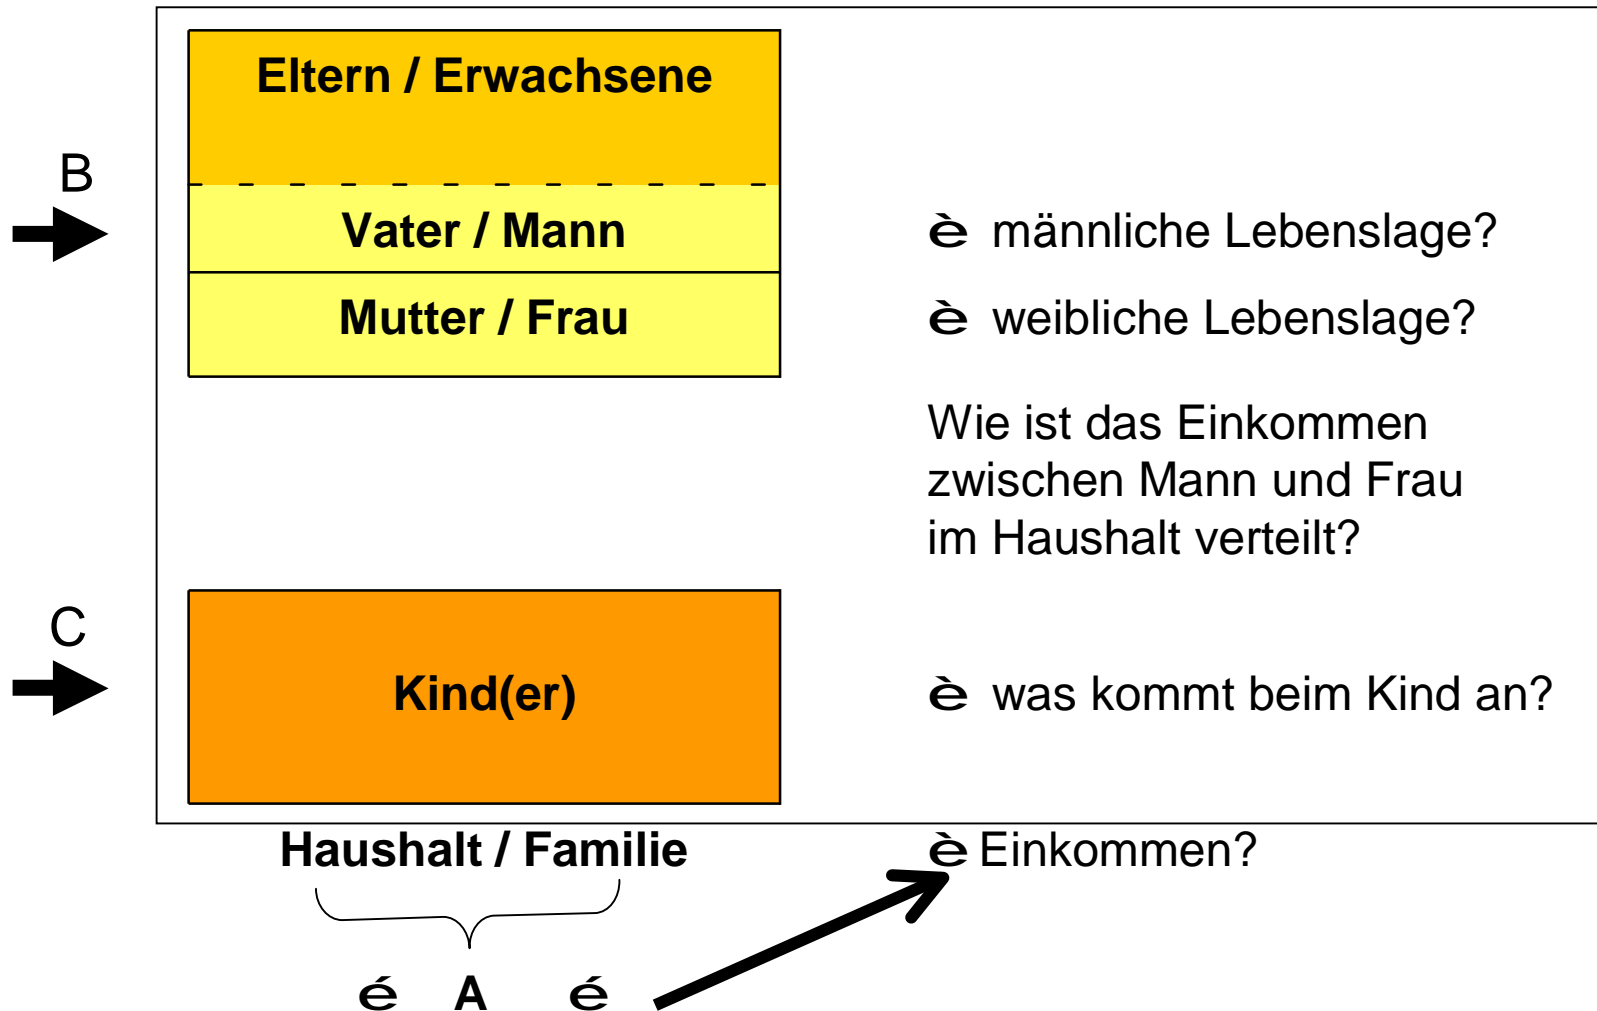 Eltern / Erwachsene
B
Vater / Mann
è männliche Lebenslage?
Mutter / Frau
è weibliche Lebenslage?
Wie ist das Einkommen
zwischen Mann und Frau
im Haushalt verteilt?
C
Kind(er)
è was kommt beim Kind an?
Haushalt / Familie
è Einkommen?
é A é